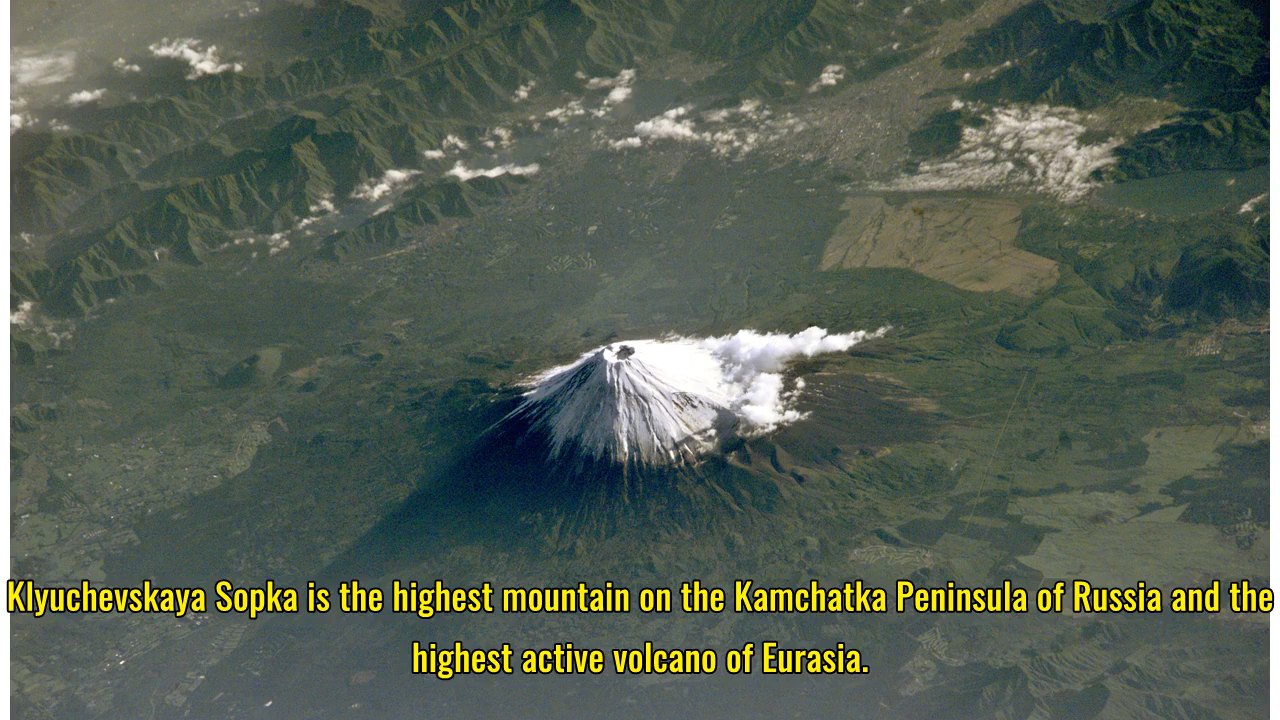 Klyuchevskaya Sopka is the highest mountain on the Kamchatka Peninsula of Russia and the
highest active volcano of Eurasia.